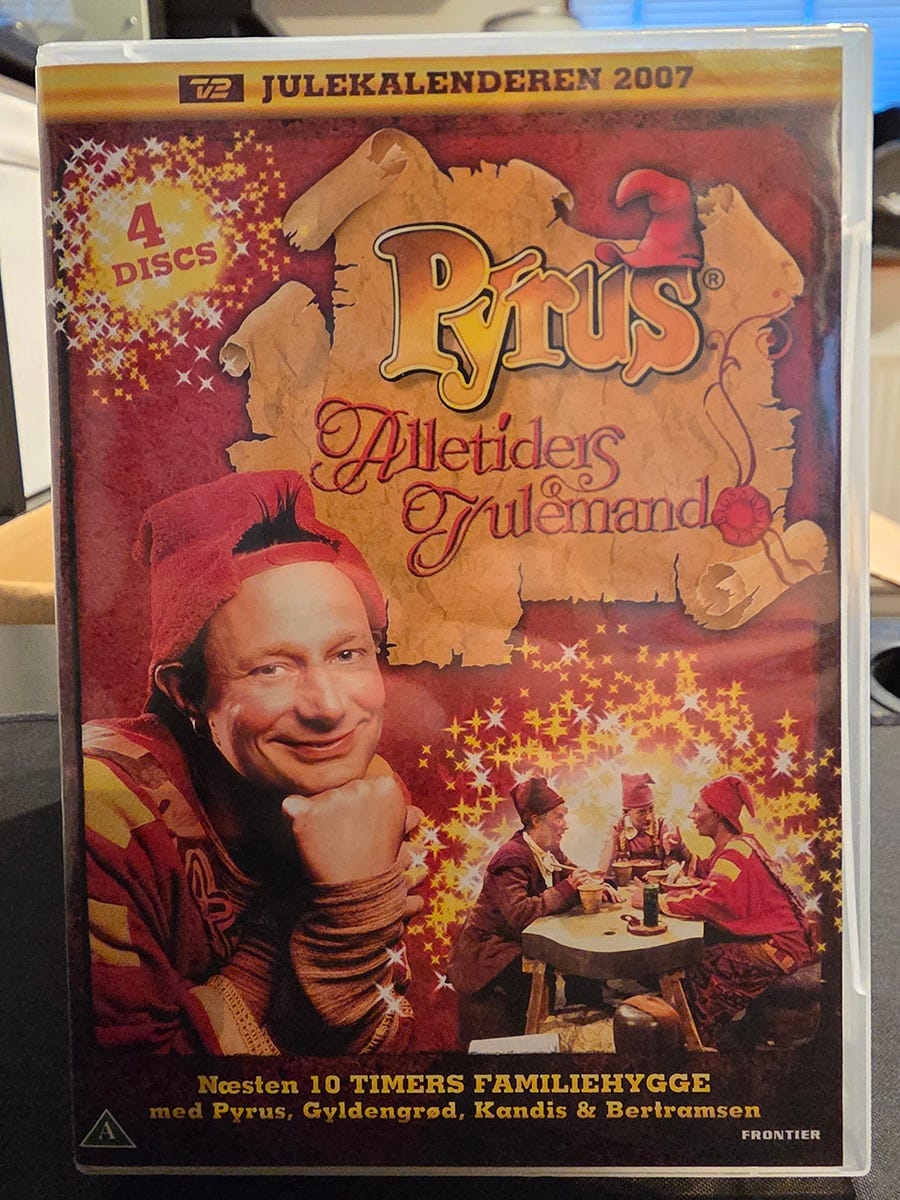 TV2 JULEKALENDEREN 2007
4
DISCS
Pyrus®
Alletiders
Julemand
Næsten 10 TIMERS FAMILIEHYGGE
med Pyrus, Gyldengrød, Kandis & Bertramsen
A
FRONTIER